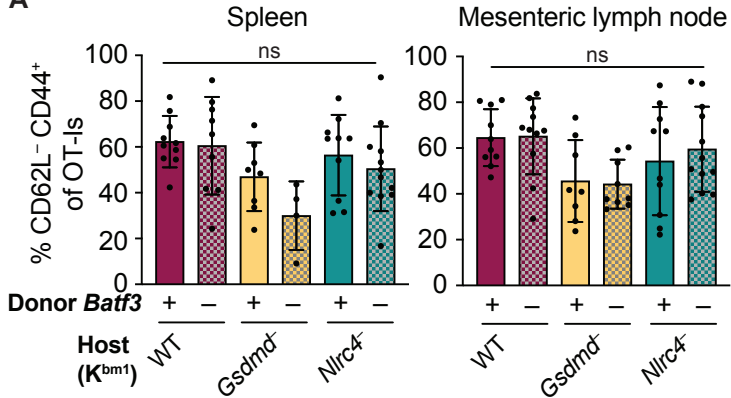 A
Spleen
Mesenteric lymph node
% CD62L⁻ CD44⁺
of OT-Is
100
80
60
40
20
0
ns
100
80
60
40
20
0
ns
Donor Batf3 + − + − + − + − + − + −
Host
(Kᵇᵐ¹)
WT Gsdmd⁻ Nlrc4⁻ WT Gsdmd⁻ Nlrc4⁻